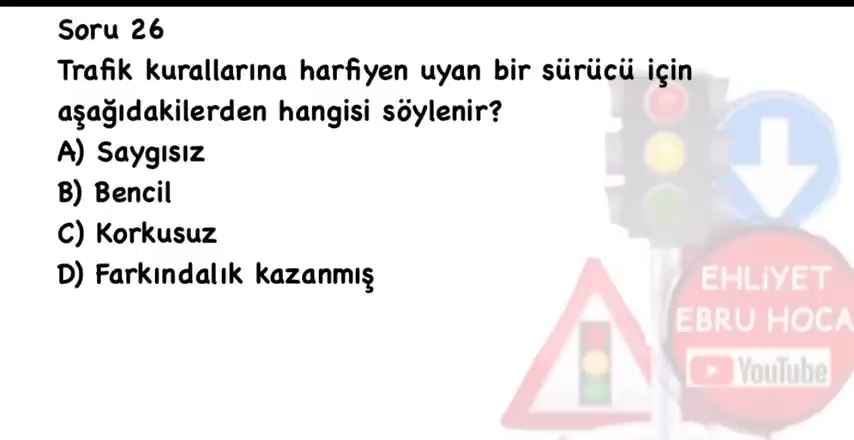 Soru 26
Trafik kurallarına harfiyen uyan bir sürücü için
aşağıdakilerden hangisi söylenir?
A) Saygısız
B) Bencil
C) Korkusuz
D) Farkındalık kazanmış
EHLİYET
EBRU HOCA
YouTube